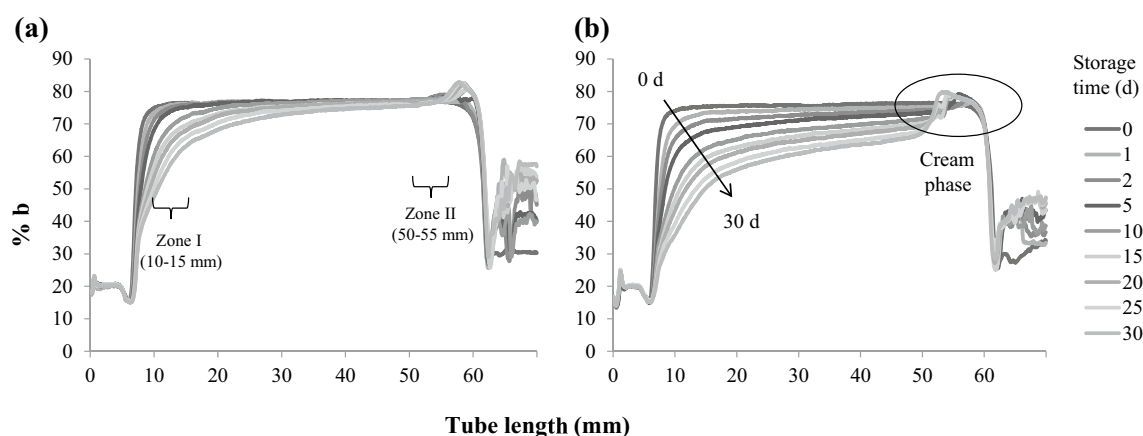 (a)
(b)
90
80
70
60
50
40
30
20
10
0
% b
Zone I
(10-15 mm)
Zone II
(50-55 mm)
0 10 20 30 40 50 60
90
80
70
60
50
40
30
20
10
0
0 d
30 d
Cream
phase
0 10 20 30 40 50 60
Storage
time (d)
0
1
2
5
10
15
20
25
30
Tube length (mm)